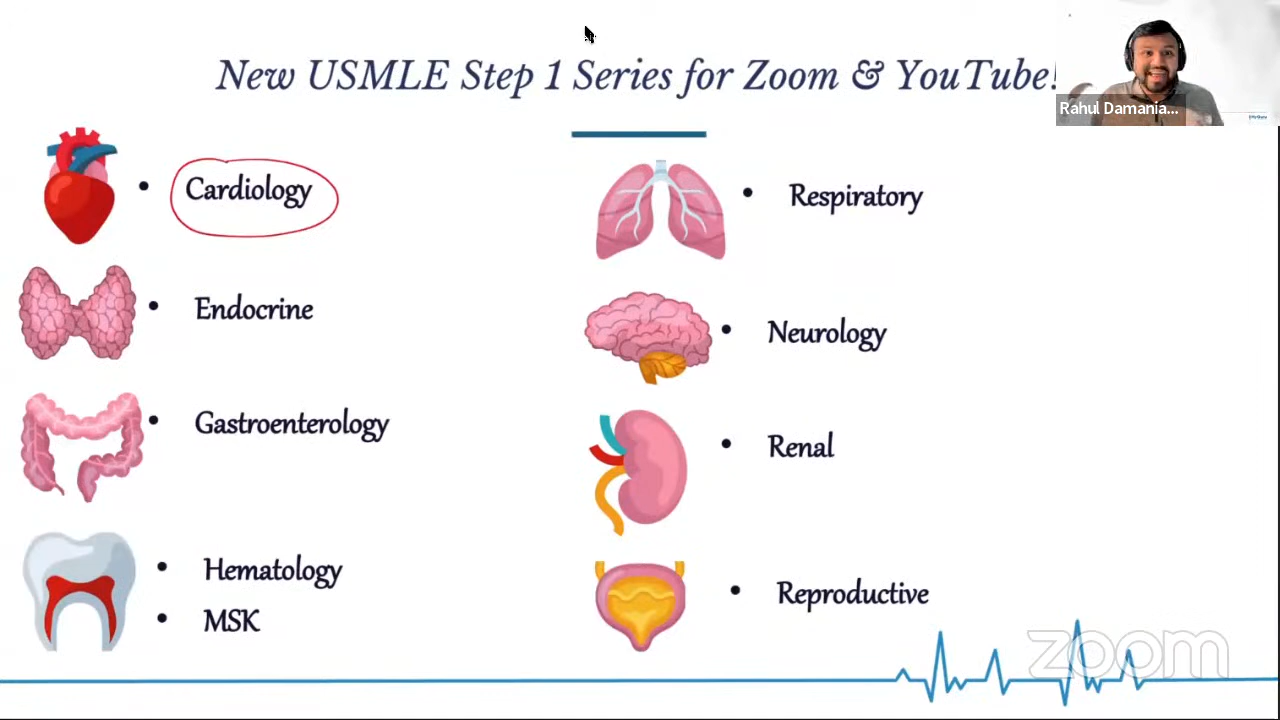 New USMLE Step 1 Series for Zoom & YouTube!
Rahul Damania...
• Cardiology
• Endocrine
• Gastroenterology
• Hematology
• MSK
• Respiratory
• Neurology
• Renal
• Reproductive
zoom